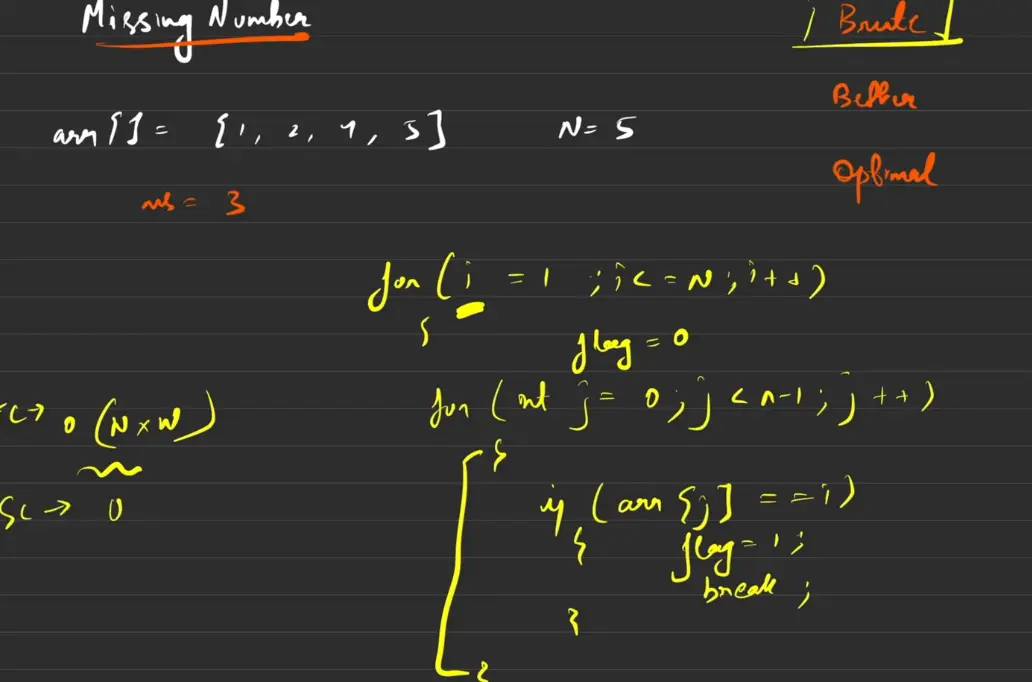 Missing Number
Brute
Better
Optimal
arr[] = {1, 2, 4, 5} N = 5
ans = 3
for (i = 1 ; i <= N ; i++)
{
flag = 0
for (int j = 0 ; j < n-1 ; j++)
{
if (arr[j] == i)
{ flag = 1;
break ;
}
}
TC → O (N x N)
SC → O